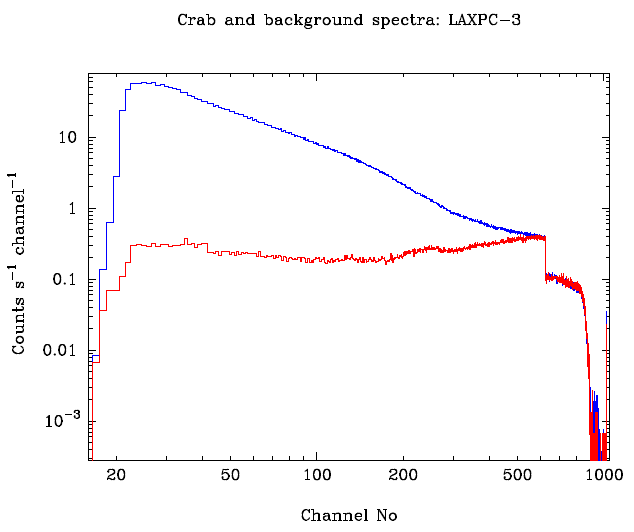 Crab and background spectra: LAXPC−3
Counts s⁻¹ channel⁻¹
10
1
0.1
0.01
10⁻³
20 50 100 200 500 1000
Channel No